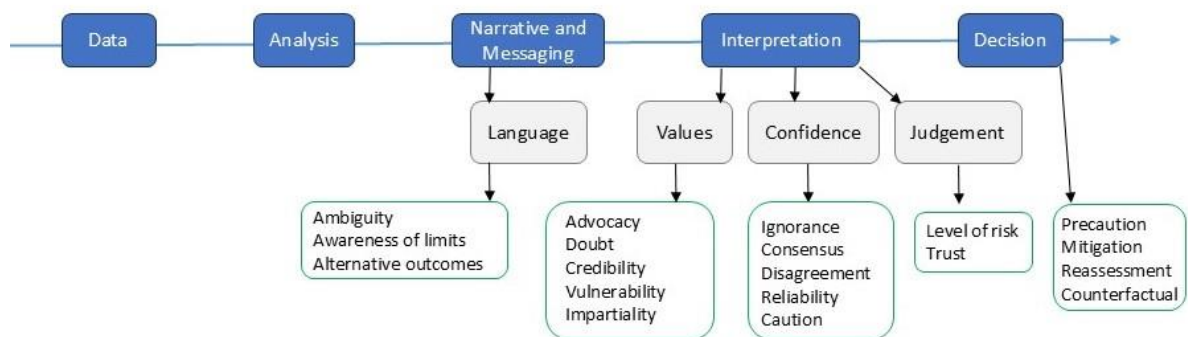 Data
Analysis
Narrative and
Messaging
Interpretation
Decision
Language
Values
Confidence
Judgement
Ambiguity
Awareness of limits
Alternative outcomes
Advocacy
Doubt
Credibility
Vulnerability
Impartiality
Ignorance
Consensus
Disagreement
Reliability
Caution
Level of risk
Trust
Precaution
Mitigation
Reassessment
Counterfactual